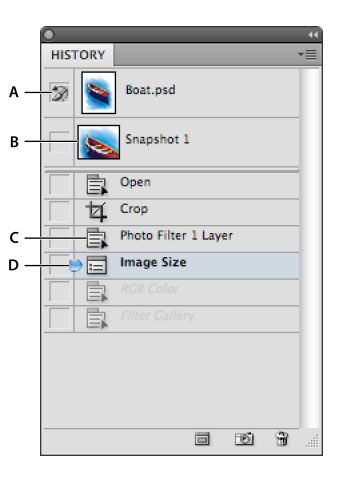 HISTORY
A
Boat.psd
B
Snapshot 1
Open
Crop
C
Photo Filter 1 Layer
D
Image Size
RGB Color
Filter Gallery